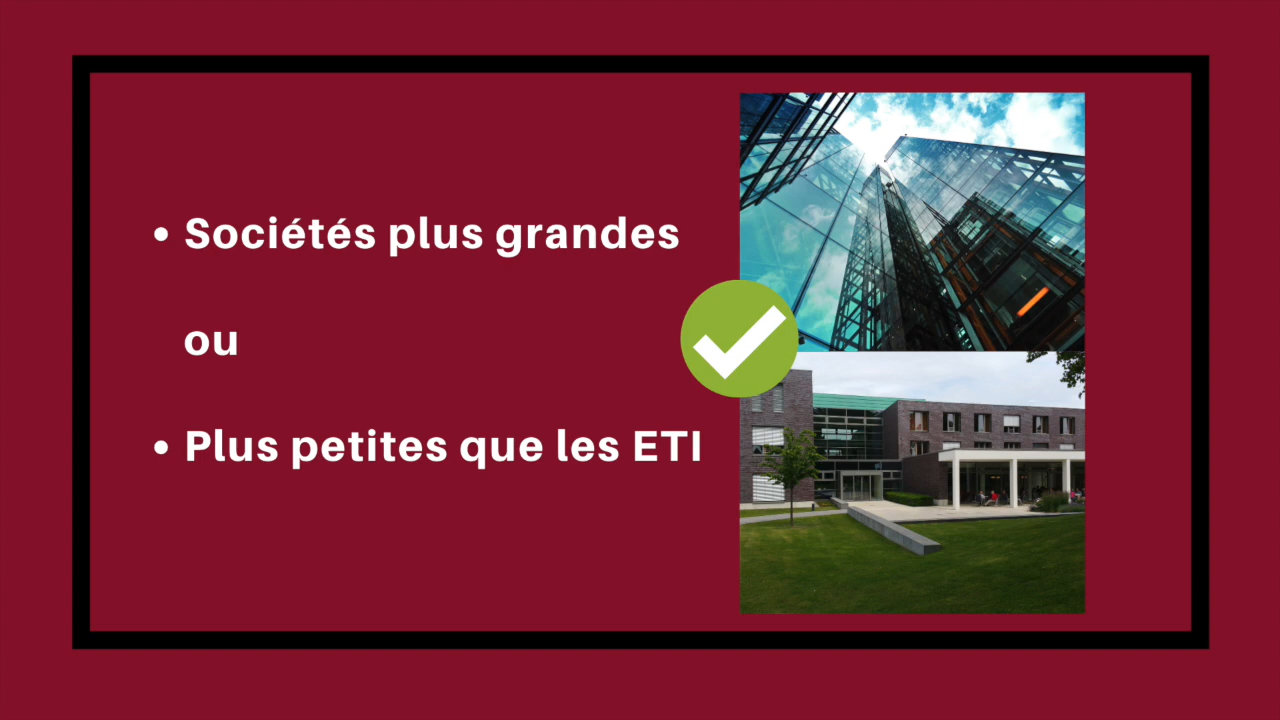 • Sociétés plus grandes
ou
• Plus petites que les ETI